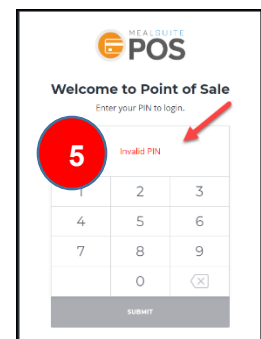 MEALSUITE
POS
Welcome to Point of Sale
Enter your PIN to login.
5
Invalid PIN
1 2 3
4 5 6
7 8 9
0
SUBMIT